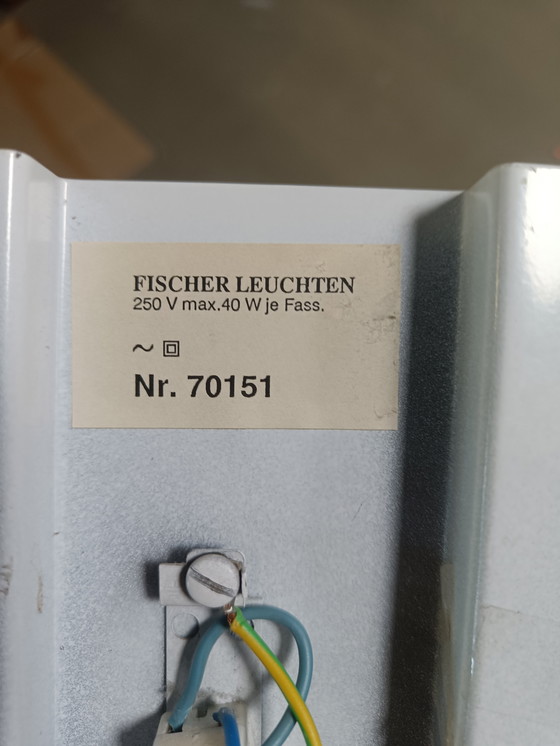 FISCHER LEUCHTEN
250 V max.40 W je Fass.
~
Nr. 70151